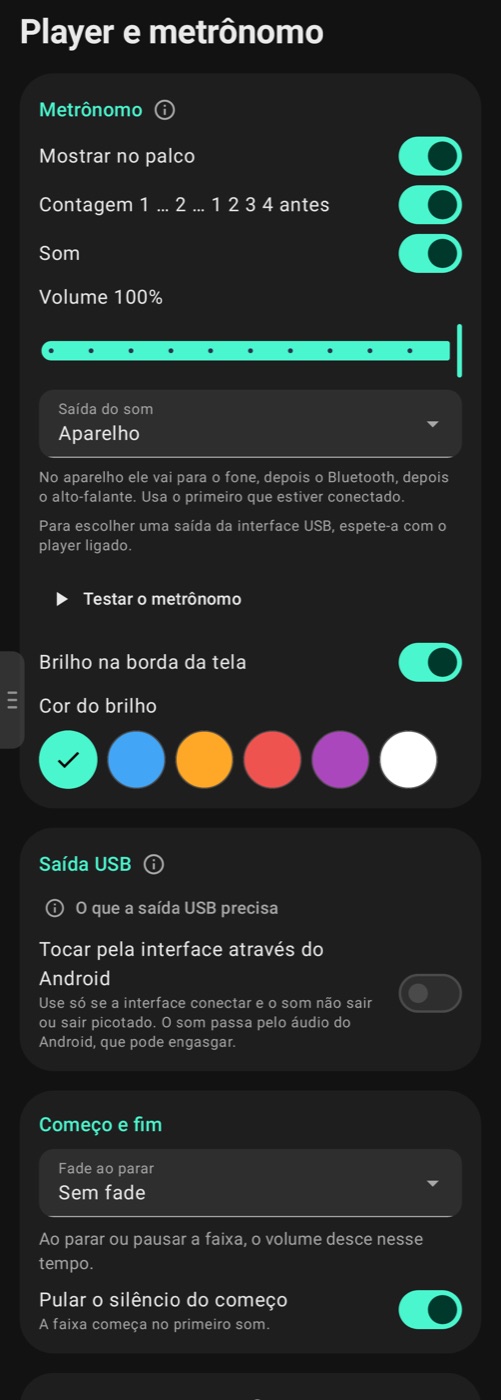 Player e metrônomo
Metrônomo
Mostrar no palco
Contagem 1 ... 2 ... 1 2 3 4 antes
Som
Volume 100%
Saída do som
Aparelho
No aparelho ele vai para o fone, depois o Bluetooth, depois
o alto-falante. Usa o primeiro que estiver conectado.
Para escolher uma saída da interface USB, espete-a com o
player ligado.
Testar o metrônomo
Brilho na borda da tela
Cor do brilho
Saída USB
O que a saída USB precisa
Tocar pela interface através do
Android
Use só se a interface conectar e o som não sair
ou sair picotado. O som passa pelo áudio do
Android, que pode engasgar.
Começo e fim
Fade ao parar
Sem fade
Ao parar ou pausar a faixa, o volume desce nesse
tempo.
Pular o silêncio do começo
A faixa começa no primeiro som.